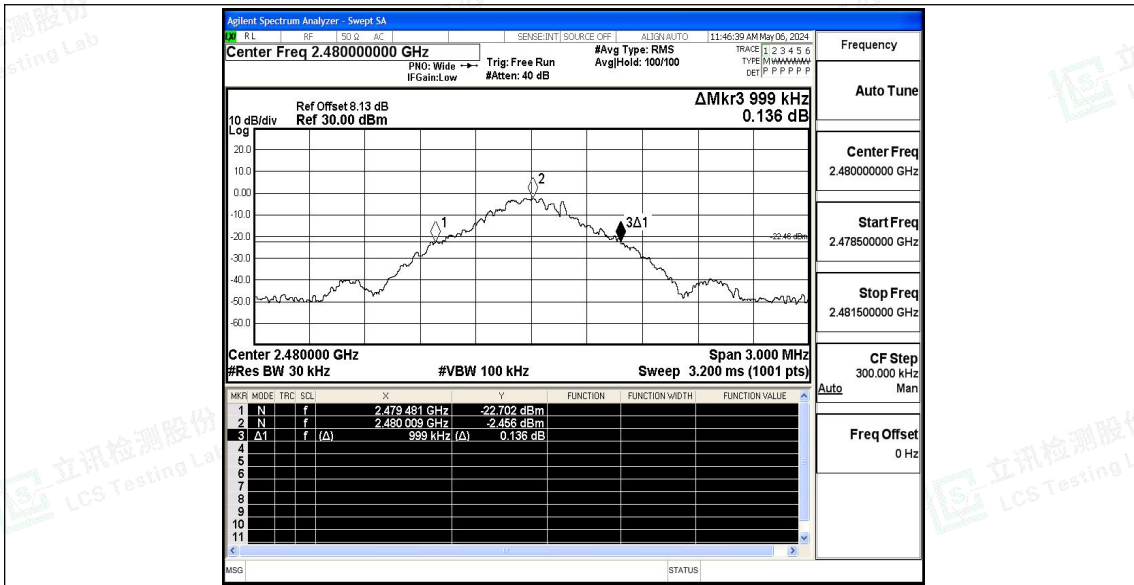 Agilent Spectrum Analyzer - Swept SA
LXI RL RF 50 Ω AC SENSE:INT SOURCE OFF ALIGN AUTO 11:46:39 AM May 06, 2024
Center Freq 2.480000000 GHz
PNO: Wide
IFGain:Low
Trig: Free Run
#Atten: 40 dB
#Avg Type: RMS
Avg|Hold: 100/100
TRACE 1 2 3 4 5 6
TYPE M W W W W W
DET P P P P P P
Ref Offset 8.13 dB
10 dB/div Ref 30.00 dBm
Log
ΔMkr3 999 kHz
0.136 dB
20.0
10.0
0.00
-10.0
-20.0
-30.0
-40.0
-50.0
-60.0
1
2
3Δ1
-22.46 dBm
Center 2.480000 GHz Span 3.000 MHz
#Res BW 30 kHz #VBW 100 kHz Sweep 3.200 ms (1001 pts)
MKR MODE TRC SCL X Y FUNCTION FUNCTION WIDTH FUNCTION VALUE
1 N f 2.479 481 GHz -22.702 dBm
2 N f 2.480 009 GHz -2.456 dBm
3 Δ1 f (Δ) 999 kHz (Δ) 0.136 dB
4
5
6
7
8
9
10
11
MSG STATUS
Frequency
Auto Tune
Center Freq
2.480000000 GHz
Start Freq
2.478500000 GHz
Stop Freq
2.481500000 GHz
CF Step
300.000 kHz
Auto Man
Freq Offset
0 Hz
立讯检测股份
LCS Testing Lab